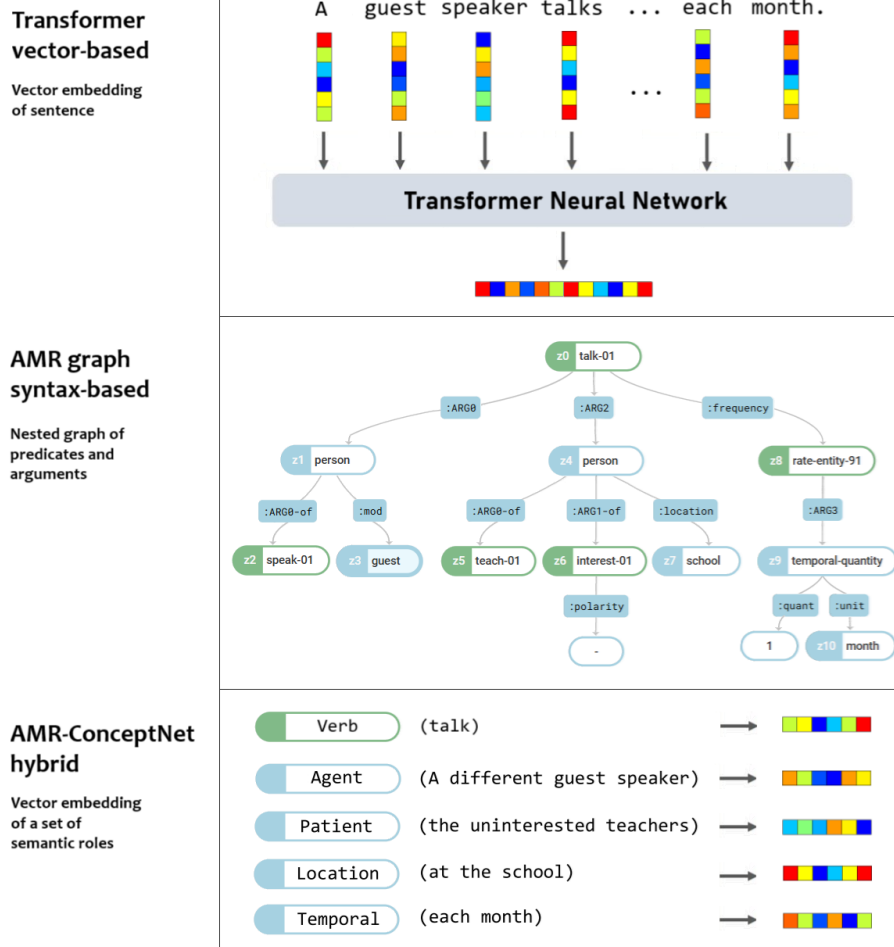 Transformer
vector-based
Vector embedding
of sentence
A guest speaker talks ... each month.
...
Transformer Neural Network
AMR graph
syntax-based
Nested graph of
predicates and
arguments
z0 talk-01
:ARG0 :ARG2 :frequency
z1 person z4 person z8 rate-entity-91
:ARG0-of :mod :ARG0-of :ARG1-of :location :ARG3
z2 speak-01 z3 guest z5 teach-01 z6 interest-01 z7 school z9 temporal-quantity
:polarity :quant :unit
- 1 z10 month
AMR-ConceptNet
hybrid
Vector embedding
of a set of
semantic roles
Verb (talk)
Agent (A different guest speaker)
Patient (the uninterested teachers)
Location (at the school)
Temporal (each month)